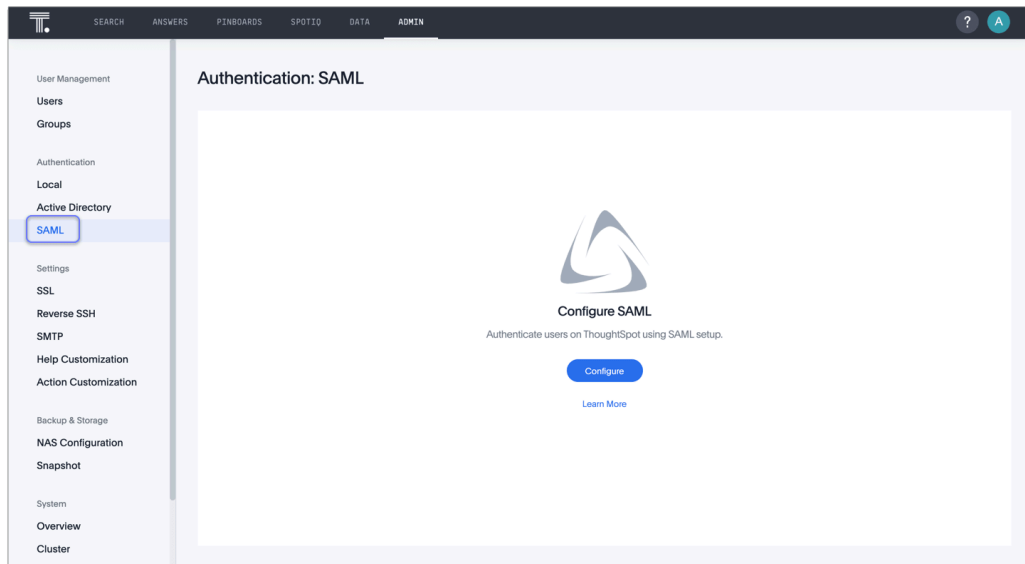 T.
SEARCH ANSWERS PINBOARDS SPOTIQ DATA ADMIN ? A
User Management
Users
Groups
Authentication
Local
Active Directory
SAML
Settings
SSL
Reverse SSH
SMTP
Help Customization
Action Customization
Backup & Storage
NAS Configuration
Snapshot
System
Overview
Cluster
Authentication: SAML
Configure SAML
Authenticate users on ThoughtSpot using SAML setup.
Configure
Learn More